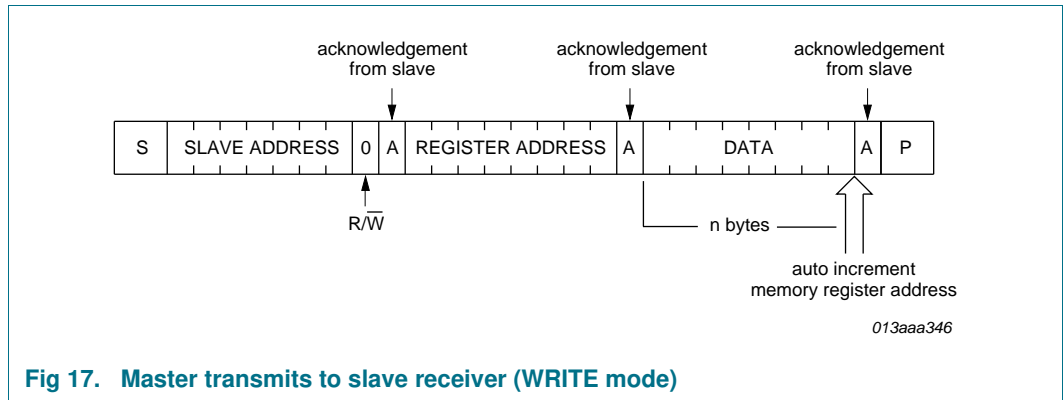 acknowledgement
from slave
acknowledgement
from slave
acknowledgement
from slave
S SLAVE ADDRESS 0 A REGISTER ADDRESS A DATA A P
R/W̅
n bytes
auto increment
memory register address
013aaa346
Fig 17. Master transmits to slave receiver (WRITE mode)